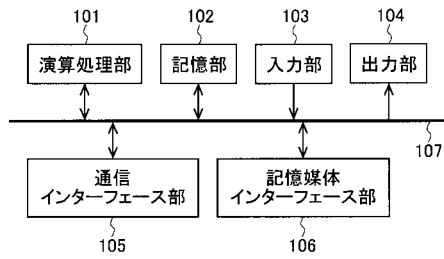 101
102
103
104
演算処理部
記憶部
入力部
出力部
107
通信
インターフェース部
記憶媒体
インターフェース部
105
106